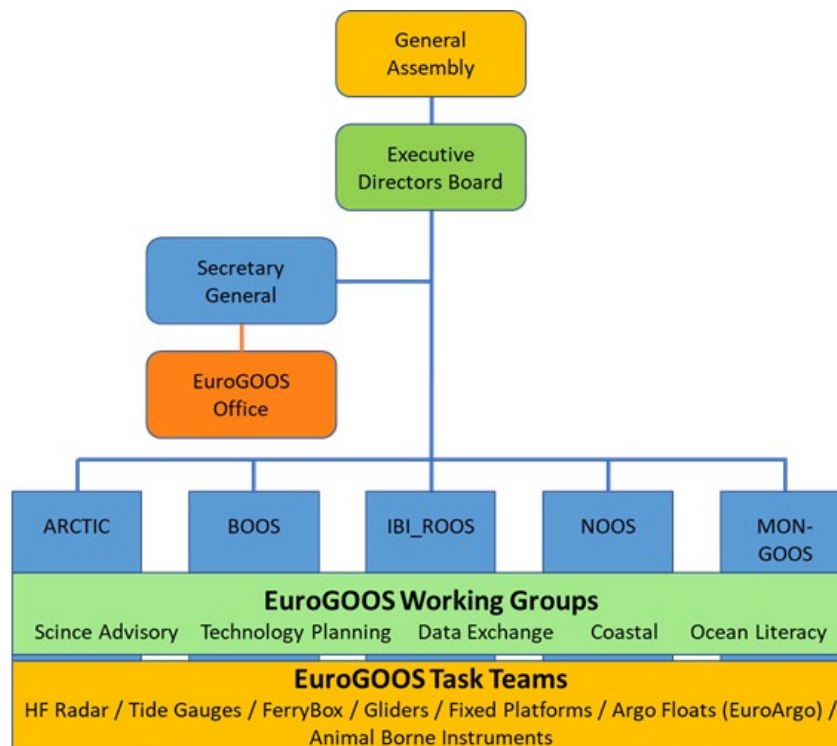 General
Assembly
Executive
Directors Board
Secretary
General
EuroGOOS
Office
ARCTIC BOOS IBI_ROOS NOOS MON-
GOOS
EuroGOOS Working Groups
Scince Advisory Technology Planning Data Exchange Coastal Ocean Literacy
EuroGOOS Task Teams
HF Radar / Tide Gauges / FerryBox / Gliders / Fixed Platforms / Argo Floats (EuroArgo) /
Animal Borne Instruments